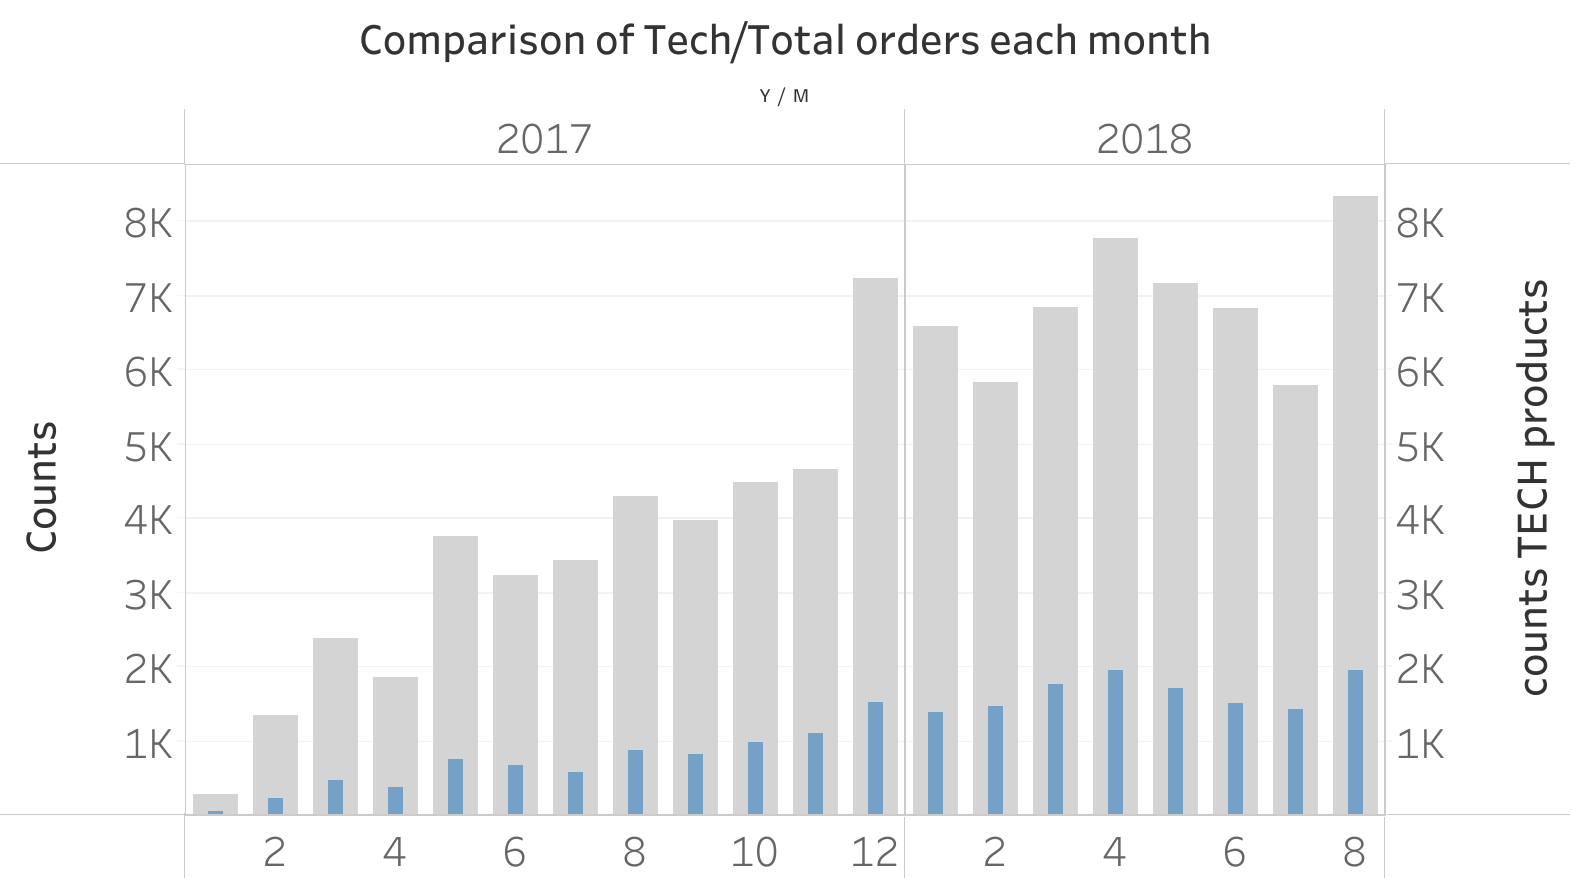 Comparison of Tech/Total orders each month
Y / M
2017 2018
Counts
8K
7K
6K
5K
4K
3K
2K
1K
8K
7K
6K
5K
4K
3K
2K
1K
counts TECH products
2 4 6 8 10 12 2 4 6 8